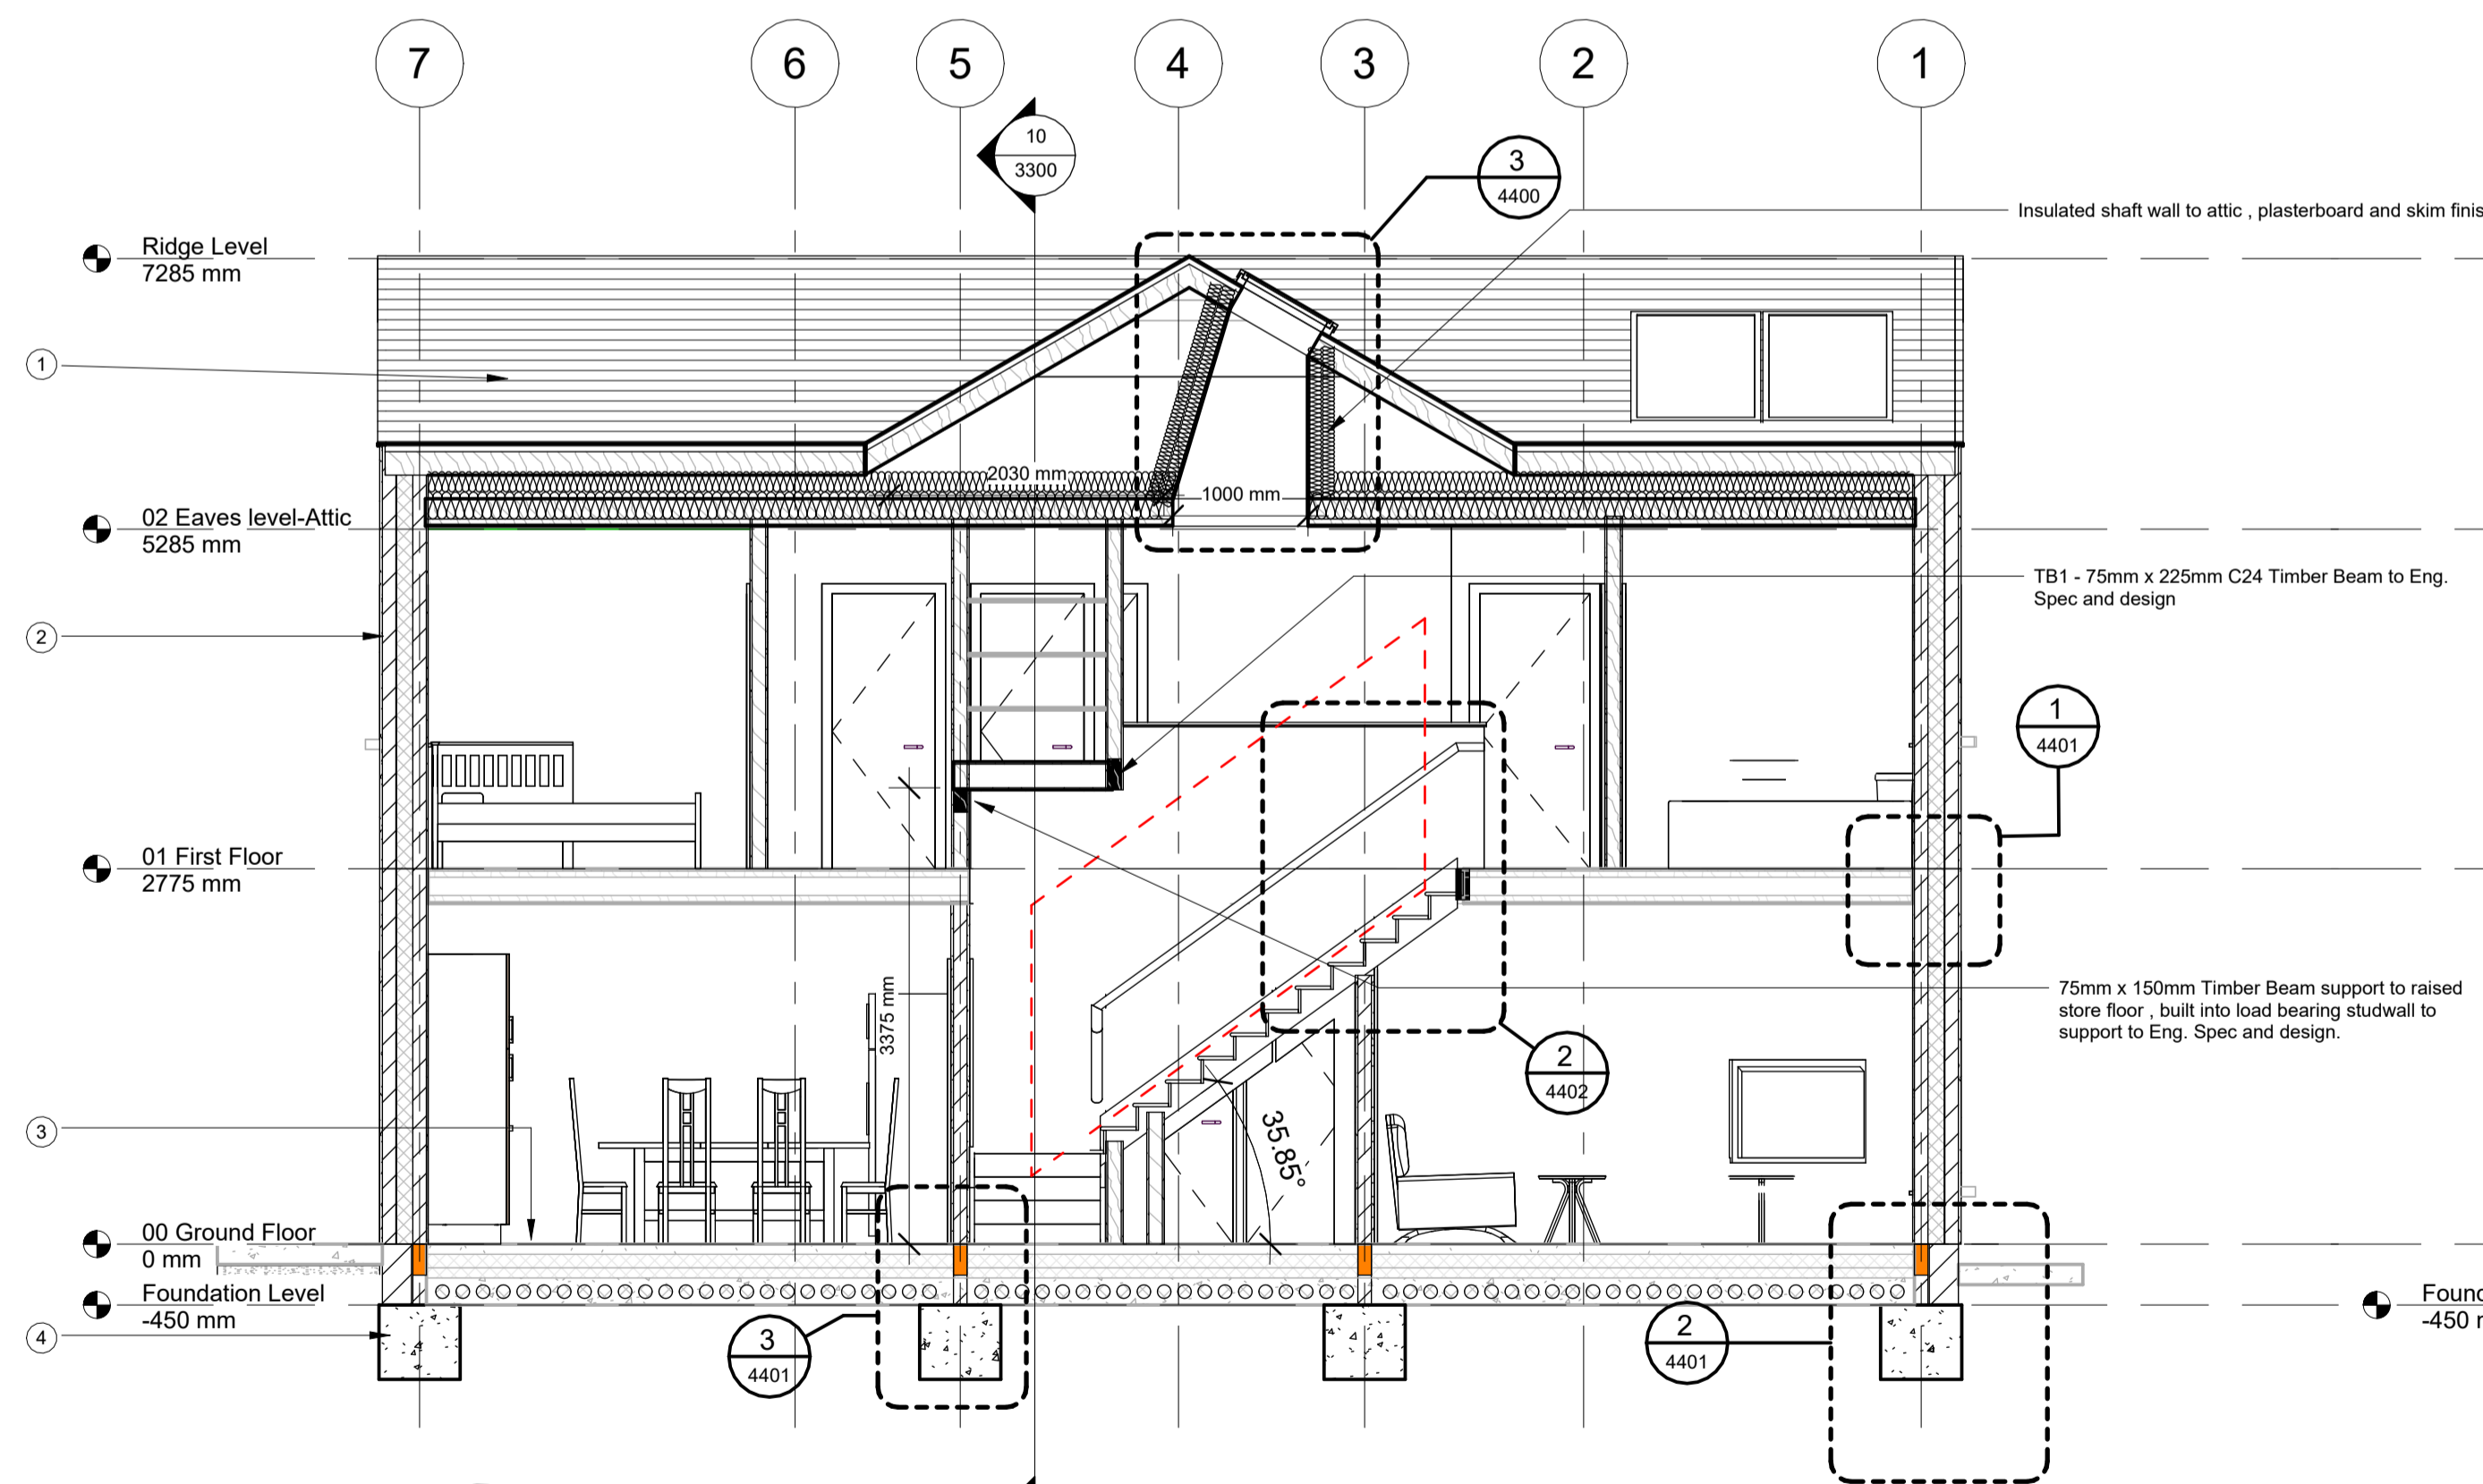 7
6
5
4
3
2
1
10
3300
3
4400
Insulated shaft wall to attic , plasterboard and skim
Ridge Level
7285 mm
1
2030 mm
1000 mm
02 Eaves level-Attic
5285 mm
TB1 - 75mm x 225mm C24 Timber Beam to Eng.
Spec and design
2
1
4401
01 First Floor
2775 mm
3375 mm
75mm x 150mm Timber Beam support to raised
store floor , built into load bearing studwall to
support to Eng. Spec and design.
2
4402
35.85°
3
00 Ground Floor
0 mm
Foundation Level
-450 mm
4
3
4401
2
4401
-450